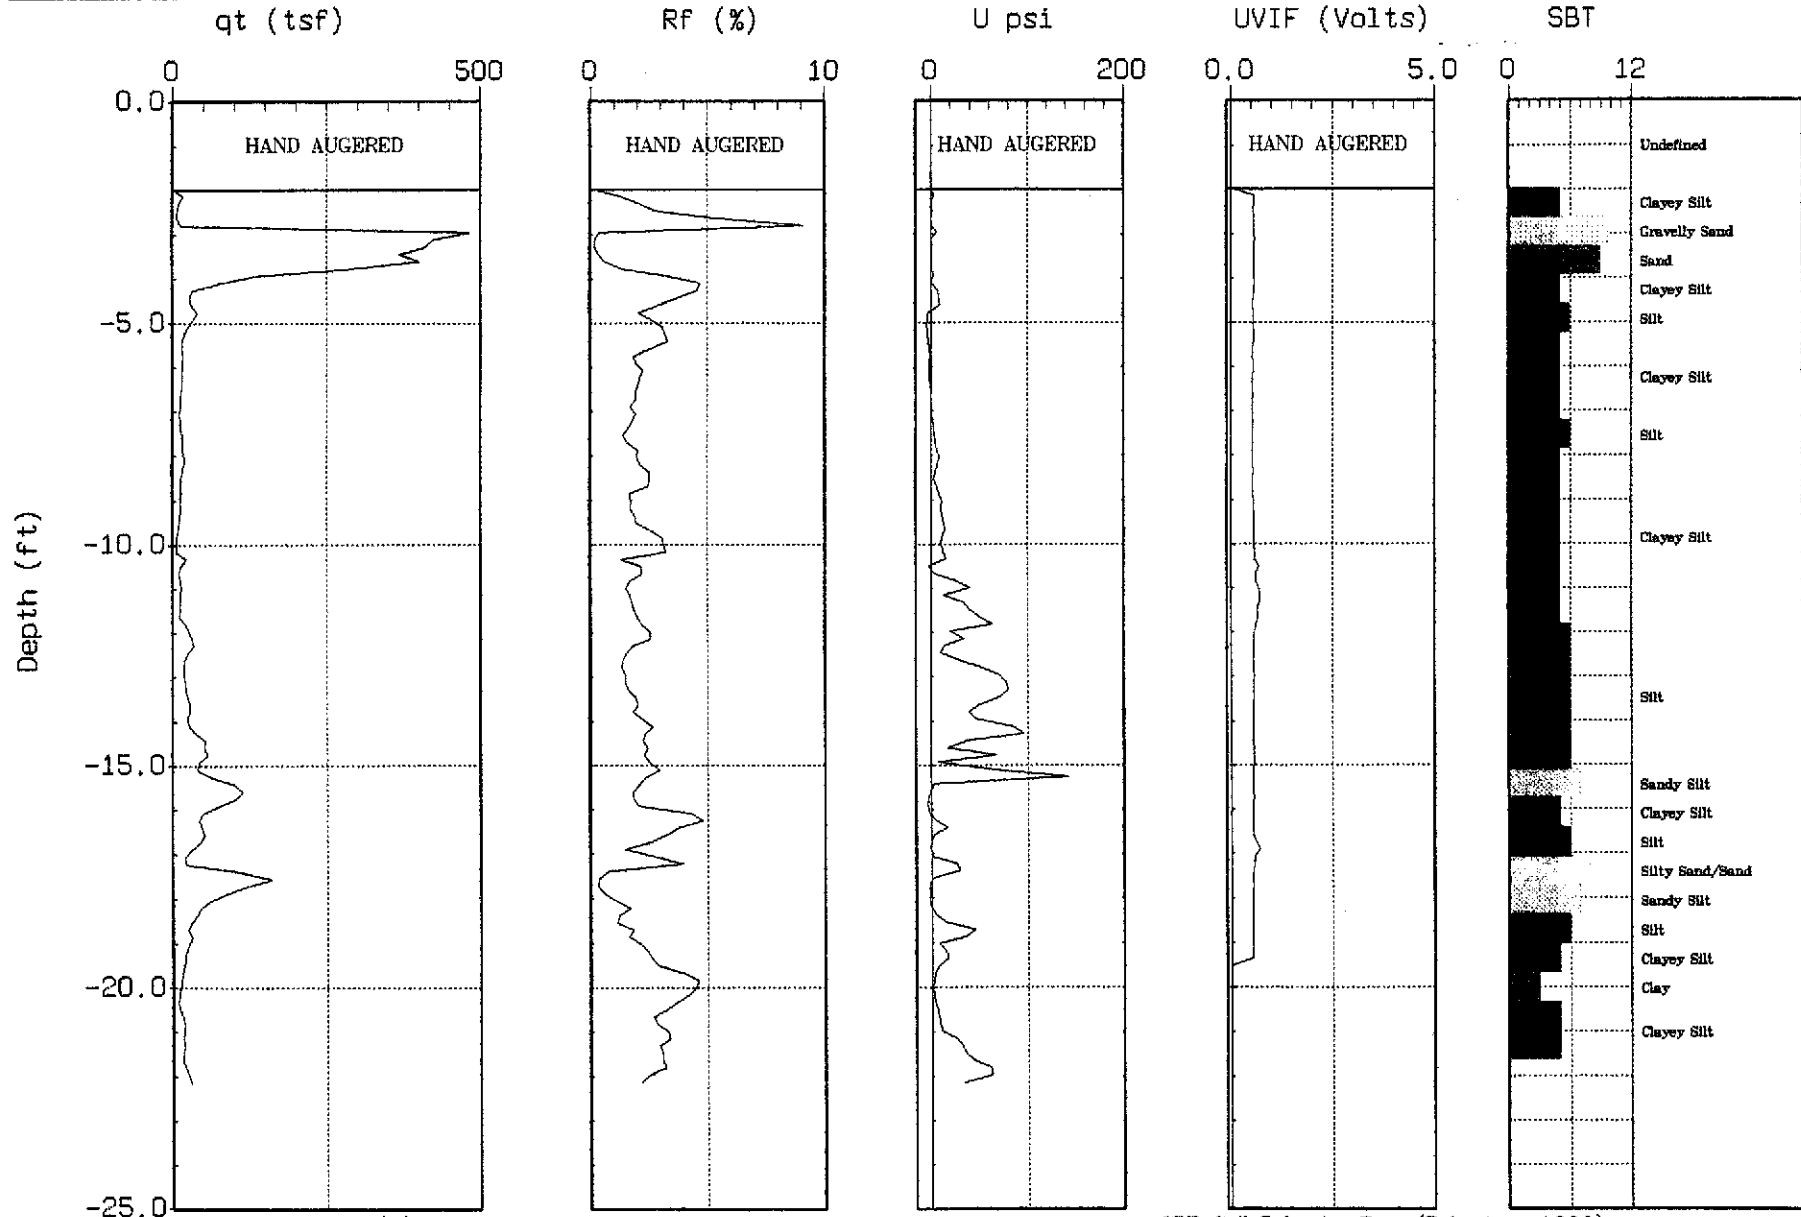 qt (tsf) Rf (%) U psi UVIF (Volts) SBT
0 500 0 10 0 200 0.0 5.0 0 12
0.0
HAND AUGERED HAND AUGERED HAND AUGERED HAND AUGERED Undefined
Clayey Silt
Gravelly Sand
Sand
Clayey Silt
-5.0 Silt
Clayey Silt
Silt
Depth (ft)
-10.0 Clayey Silt
Silt
-15.0
Sandy Silt
Clayey Silt
Silt
Silty Sand/Sand
Sandy Silt
Silt
Clayey Silt
-20.0 Clay
Clayey Silt
-25.0